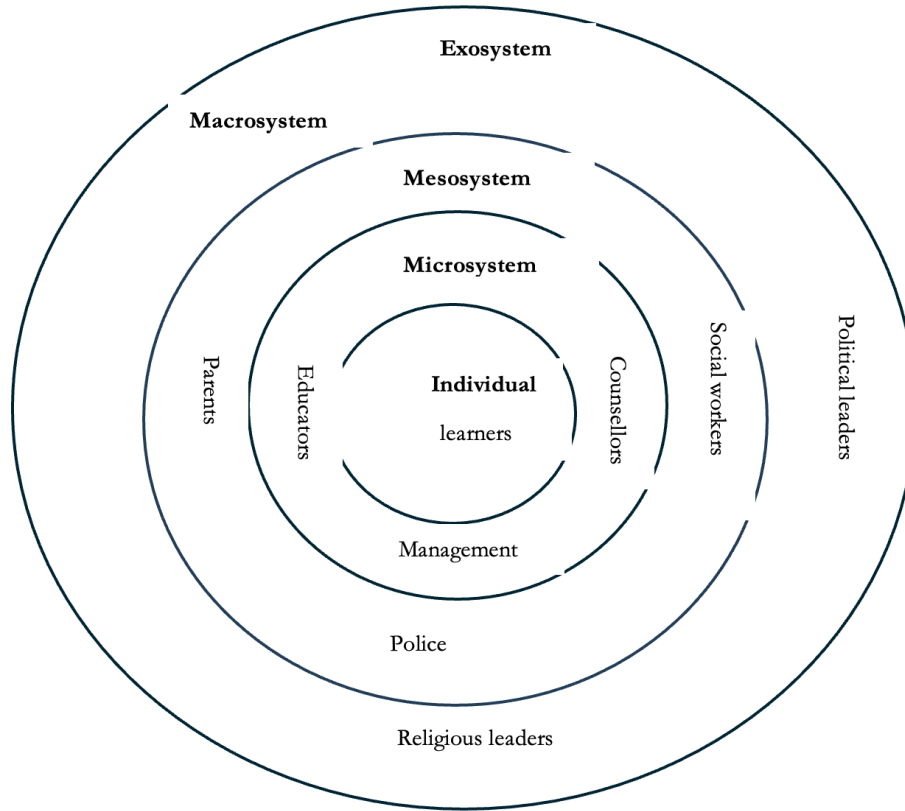 Exosystem
Macrosystem
Mesosystem
Microsystem
Parents
Educators
Individual
learners
Counsellors
Social workers
Political leaders
Management
Police
Religious leaders